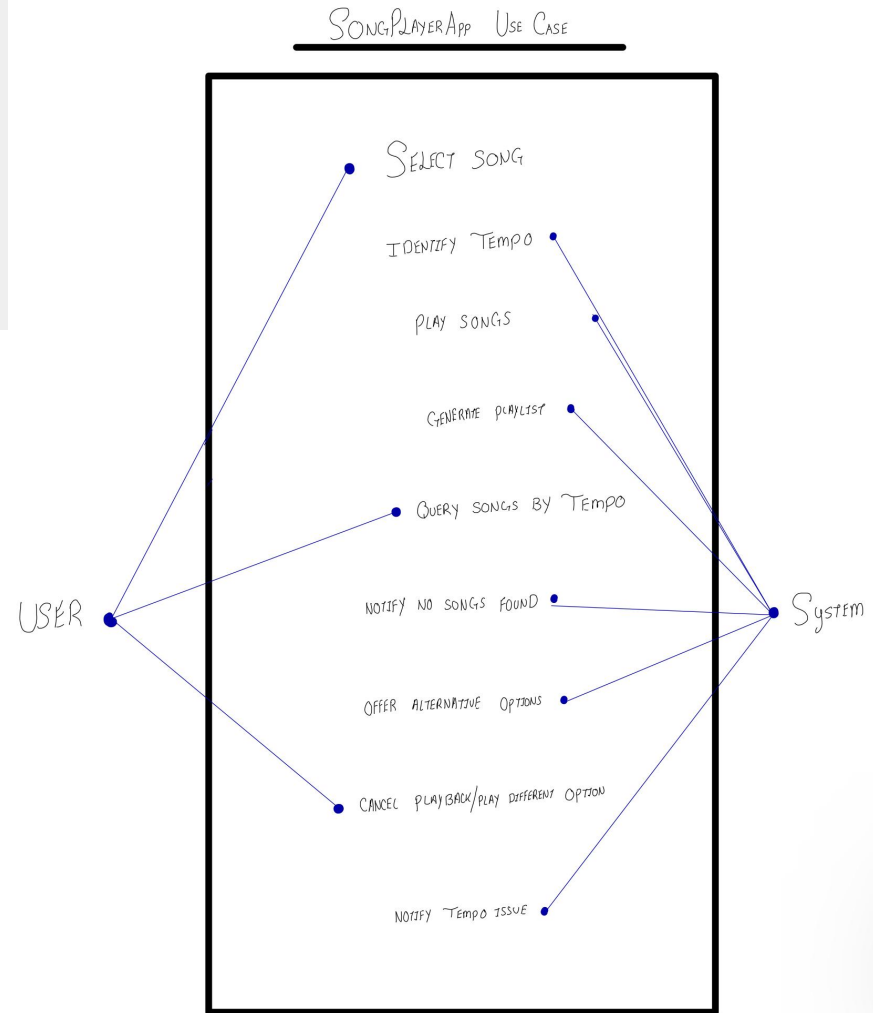 SONGPLAYERAPP USE CASE
SELECT SONG
IDENTIFY TEMPO
PLAY SONGS
GENERATE PLAYLIST
QUERY SONGS BY TEMPO
NOTIFY NO SONGS FOUND
USER
SYSTEM
OFFER ALTERNATIVE OPTIONS
CANCEL PLAYBACK/PLAY DIFFERENT OPTION
NOTIFY TEMPO ISSUE